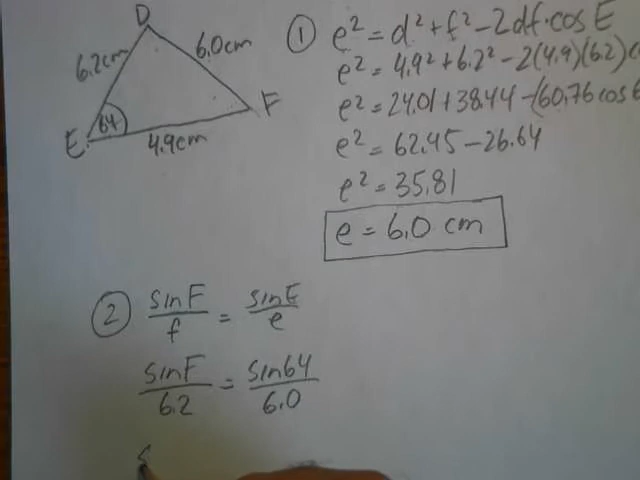 D
6.2cm
6.0cm
64
E
F
4.9cm
① e² = d² + f² - 2df·cos E
e² = 4.9² + 6.2² - 2(4.9)(6.2)
e² = 24.01 + 38.44 - (60.76 cos 6
e² = 62.45 - 26.64
e² = 35.81
e = 6.0 cm
② sinF/f = sinE/e
sinF/6.2 = sin64/6.0
s